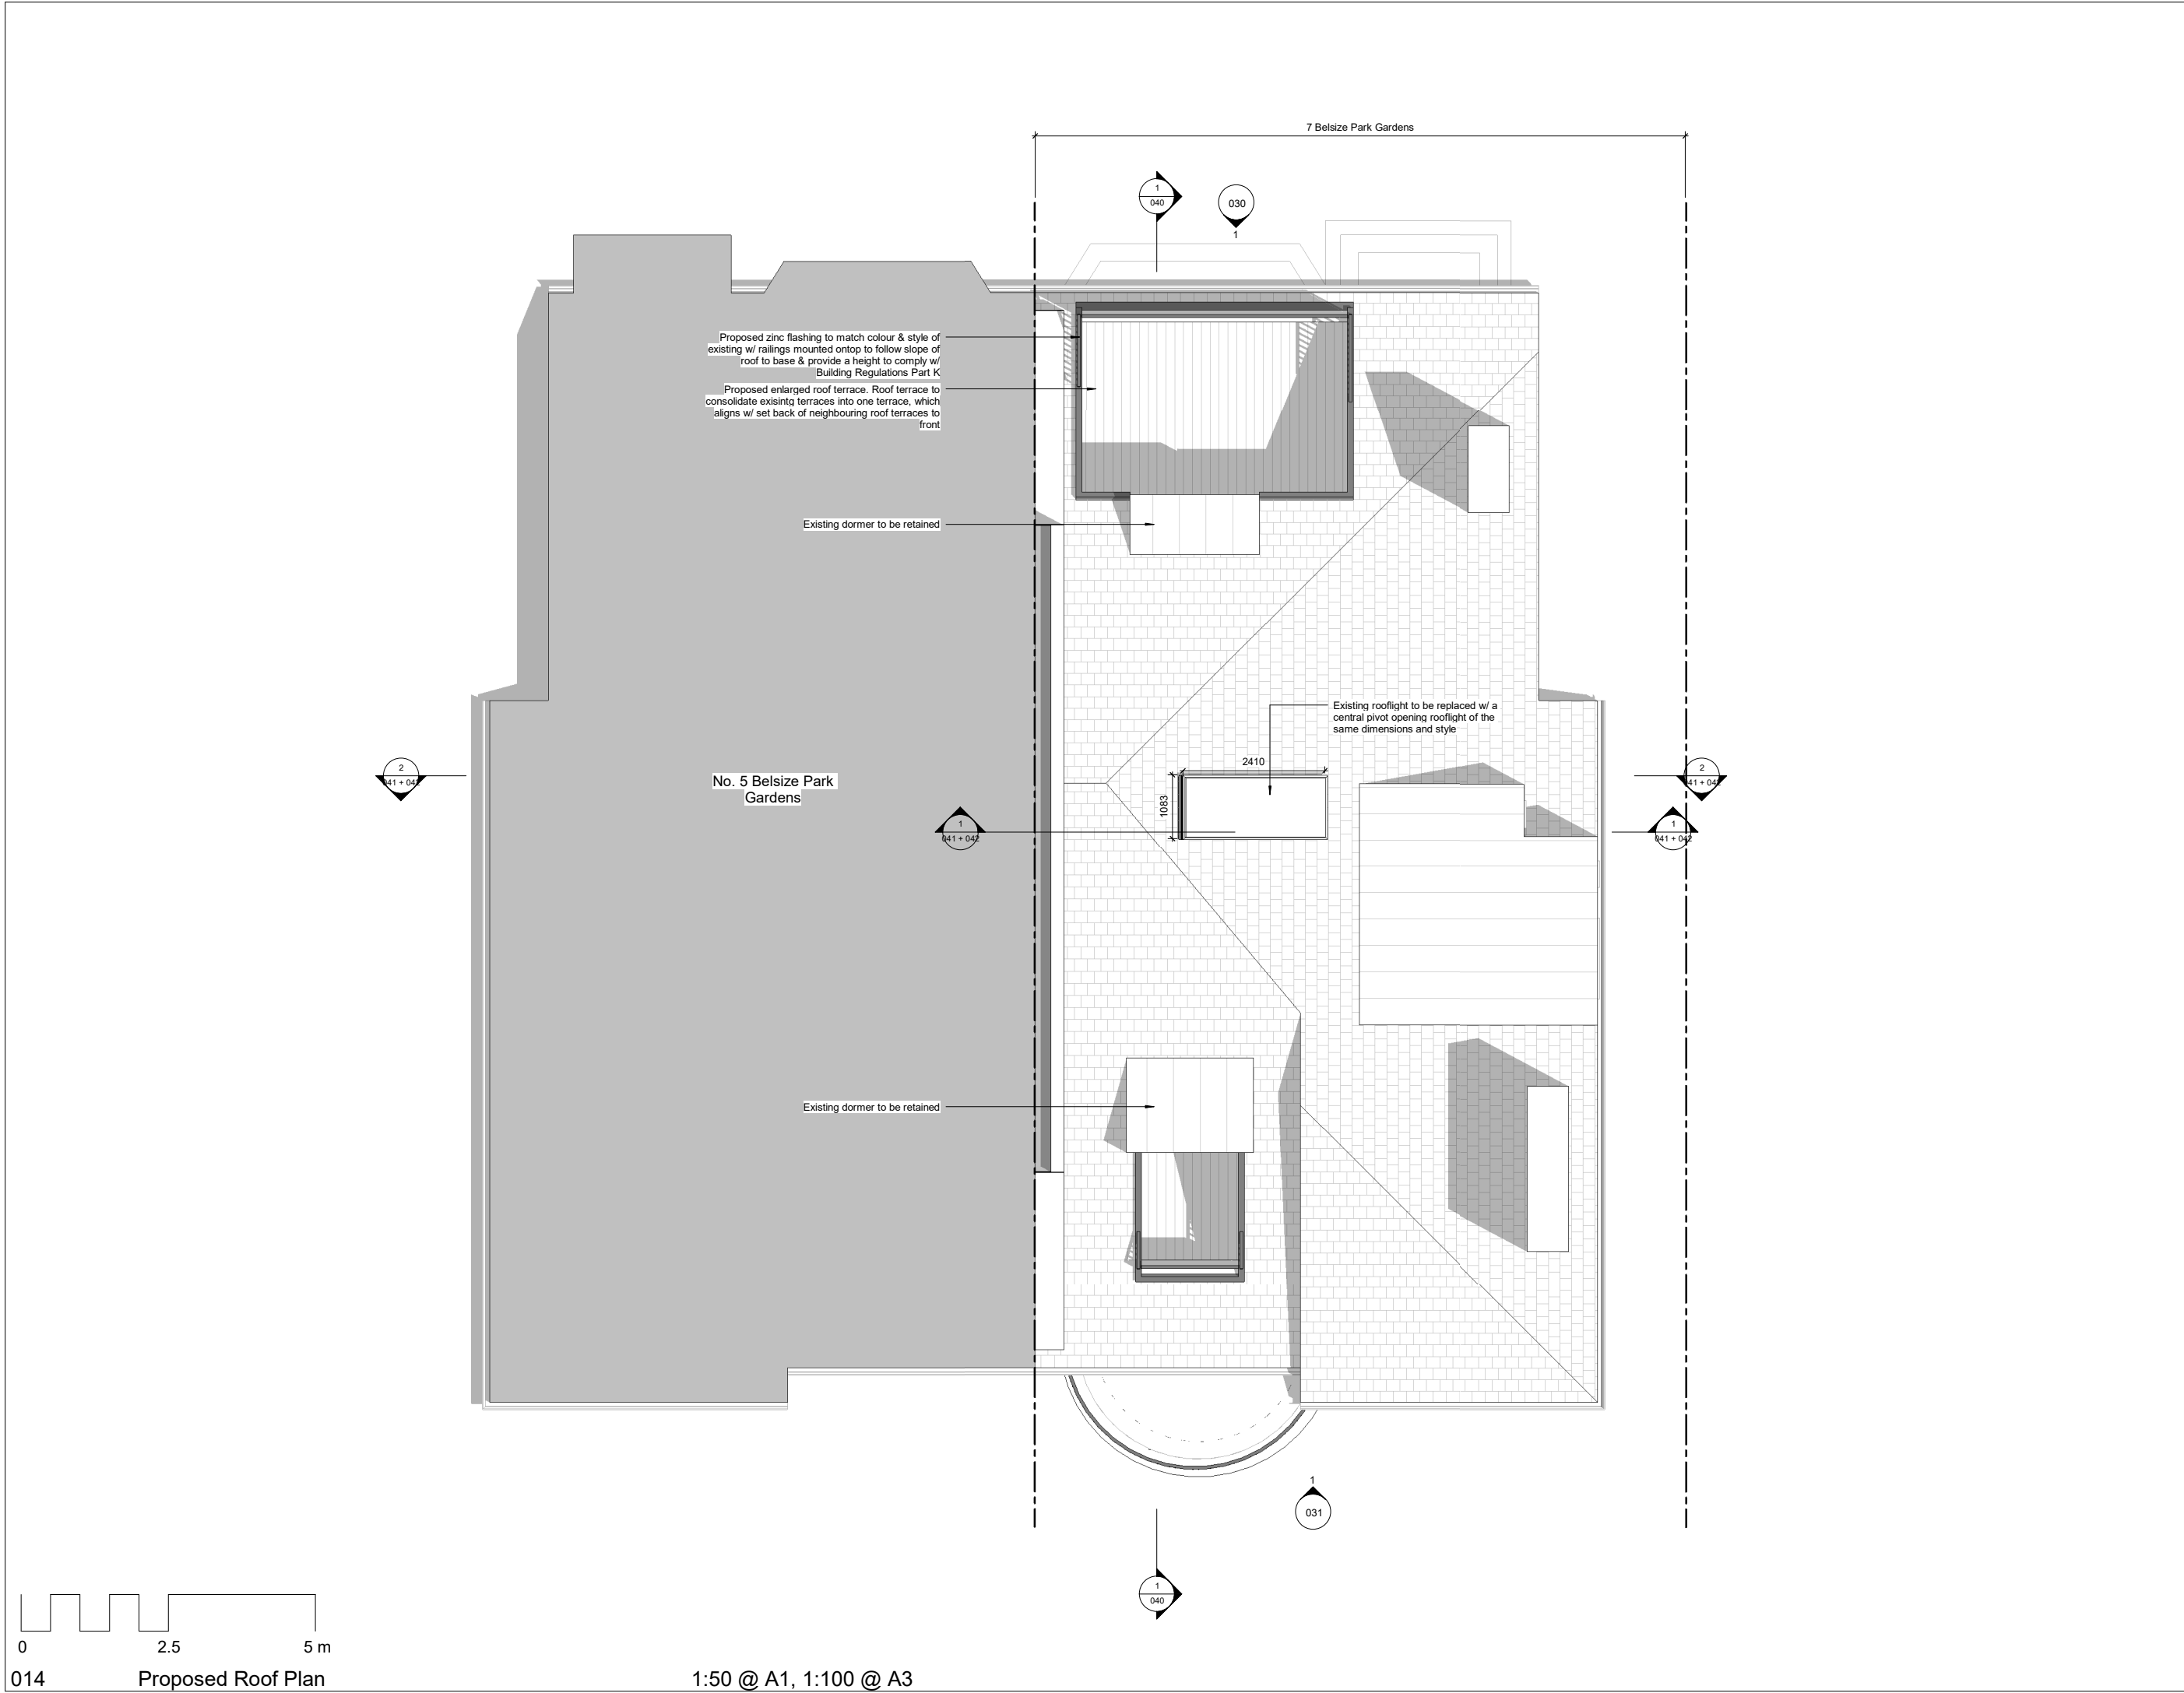 7 Belsize Park Gardens
1
040
030
1
Proposed zinc flashing to match colour & style of
existing w/ railings mounted ontop to follow slope of
roof to base & provide a height to comply w/
Building Regulations Part K
Proposed enlarged roof terrace. Roof terrace to
consolidate exisintg terraces into one terrace, which
aligns w/ set back of neighbouring roof terraces to
front
Existing dormer to be retained
Existing rooflight to be replaced w/ a
central pivot opening rooflight of the
same dimensions and style
2410
1083
2
041 + 042
No. 5 Belsize Park
Gardens
2
041 + 042
1
041 + 042
1
041 + 042
Existing dormer to be retained
1
031
1
040
0
2.5
5 m
014
Proposed Roof Plan
1:50 @ A1, 1:100 @ A3